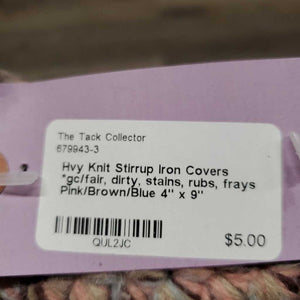 The Tack Collector
679943-3
Hvy Knit Stirrup Iron Covers
*gc/fair, dirty, stains, rubs, frays
Pink/Brown/Blue 4" x 9"
QUL2JC
$5.00